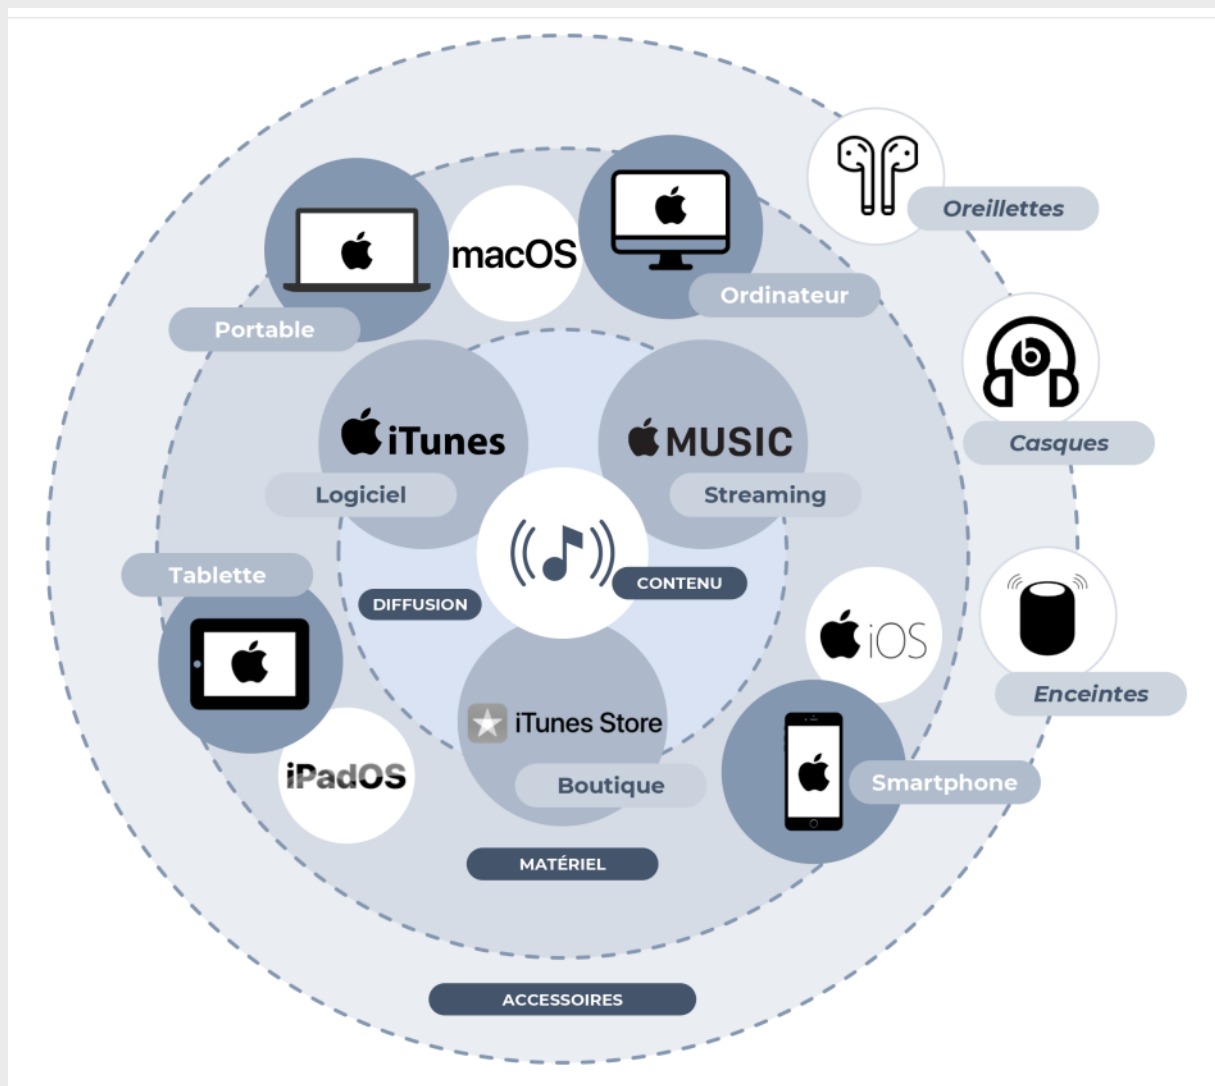 Oreillettes
macOS
Ordinateur
Portable
iTunes
MUSIC
Casques
Logiciel
Streaming
Tablette
CONTENU
DIFFUSION
iOS
Enceintes
iTunes Store
iPadOS
Boutique
Smartphone
MATÉRIEL
ACCESSOIRES